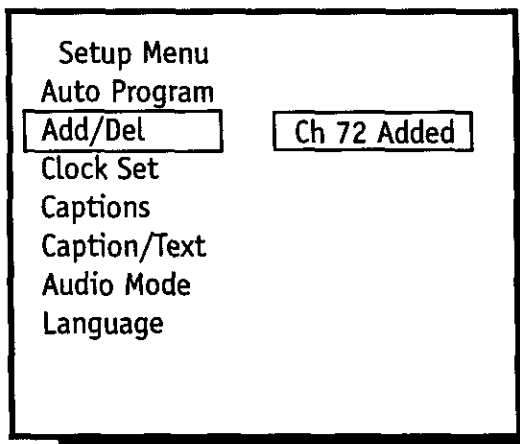 Setup Menu
Auto Program
Add/Del
Ch 72 Added
Clock Set
Captions
Caption/Text
Audio Mode
Language